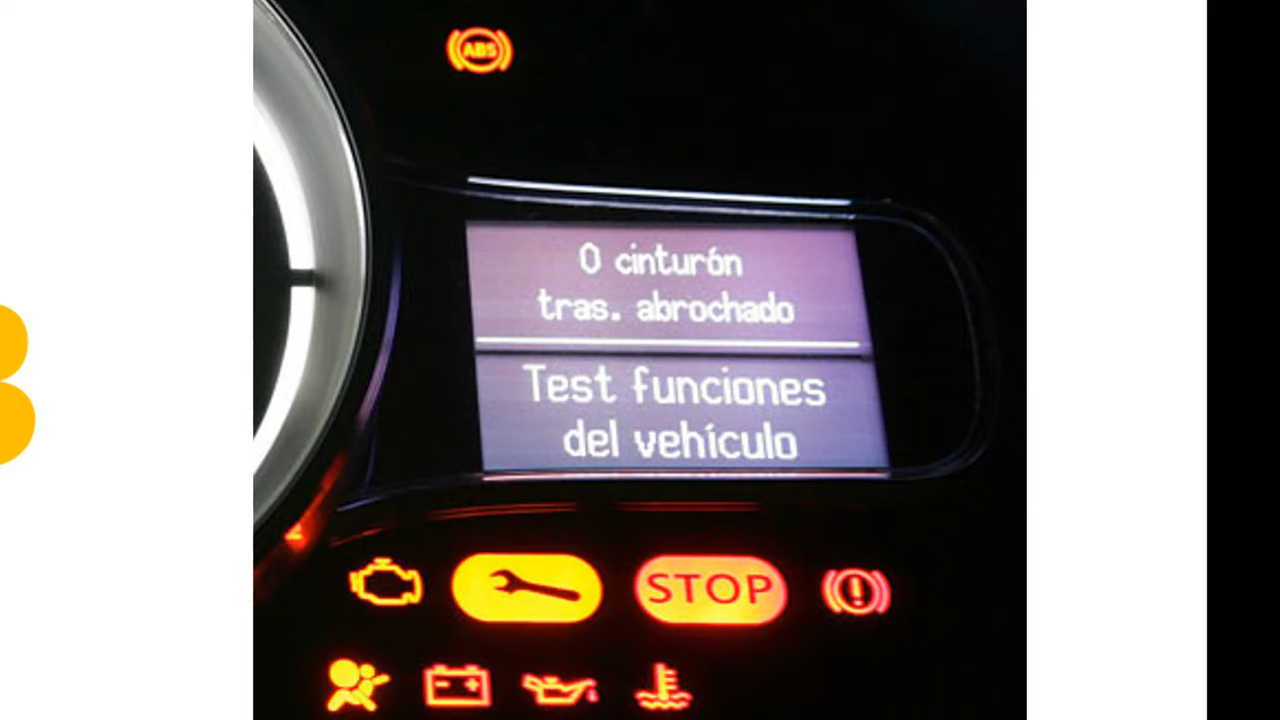 ABS
0 cinturón
tras. abrochado
Test funciones
del vehículo
STOP